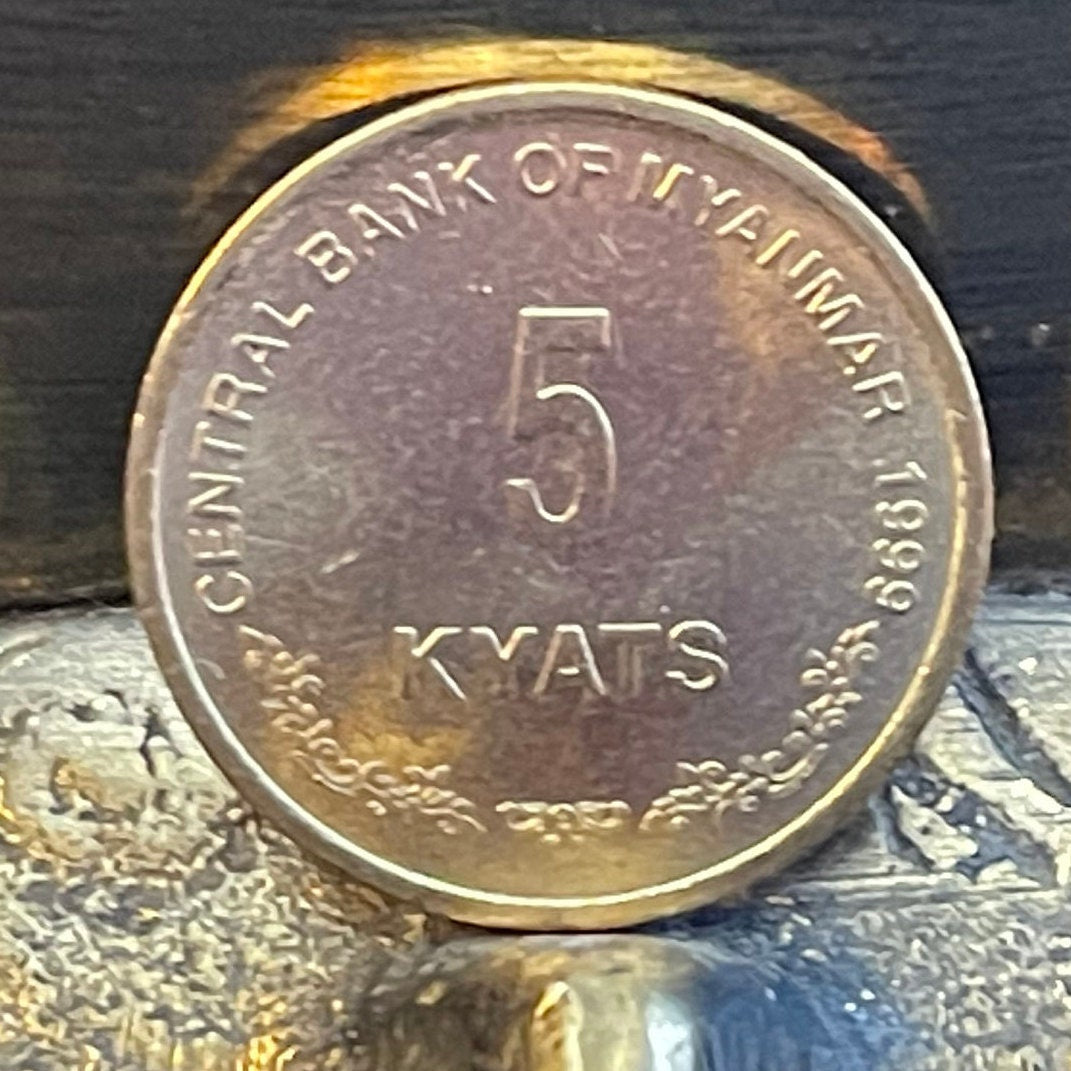 CENTRAL BANK OF MYANMAR 1999
5
KYATS